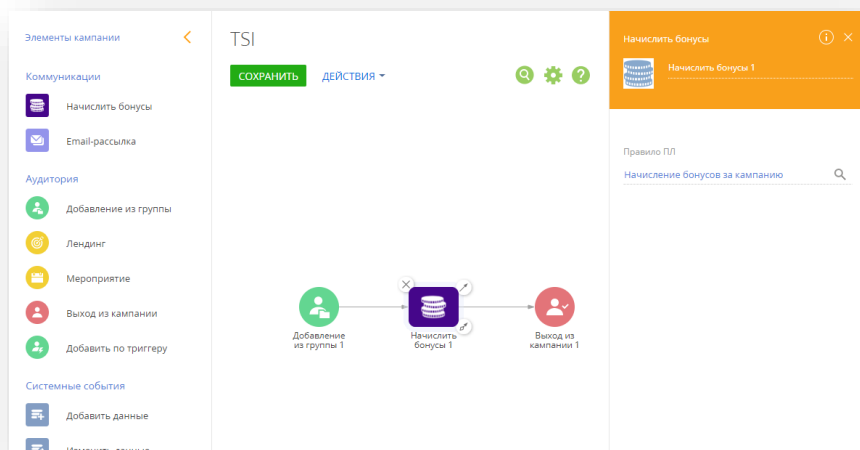 Элементы кампании
Коммуникации
Начислить бонусы
Email-рассылка
Аудитория
Добавление из группы
Лендинг
Мероприятие
Выход из кампании
Добавить по триггеру
Системные события
Добавить данные
Изменить данные
TSI
СОХРАНИТЬ
ДЕЙСТВИЯ
Добавление
из группы 1
Начислить
бонусы 1
Выход из
кампании 1
Начислить бонусы
Начислить бонусы 1
Правило ПЛ
Начисление бонусов за кампанию